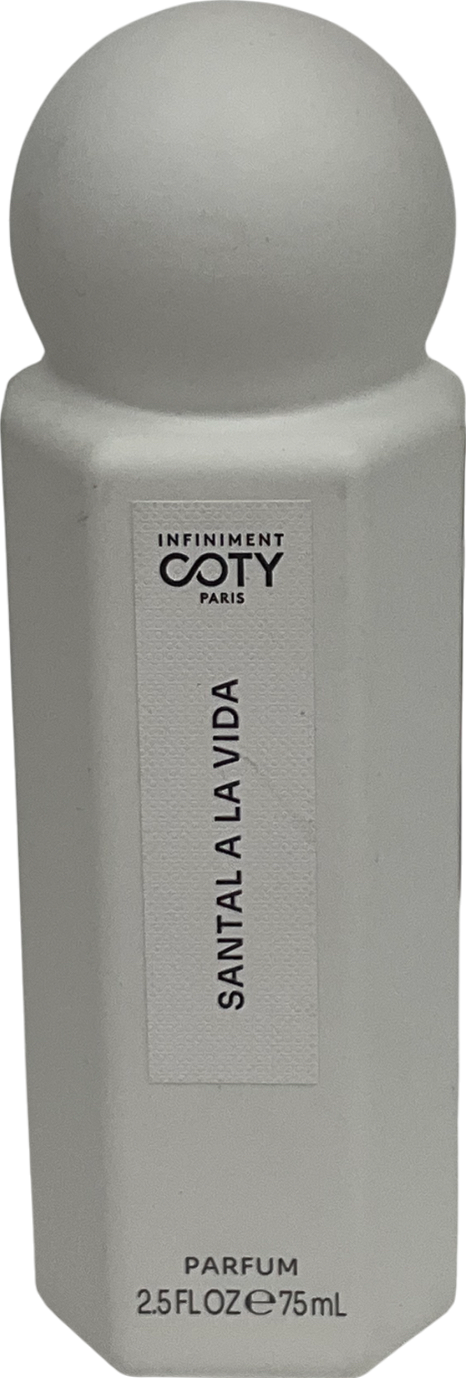 INFINIMENT
COTY
PARIS
SANTAL A LA VIDA
PARFUM
2.5 FL OZ ℮ 75 mL